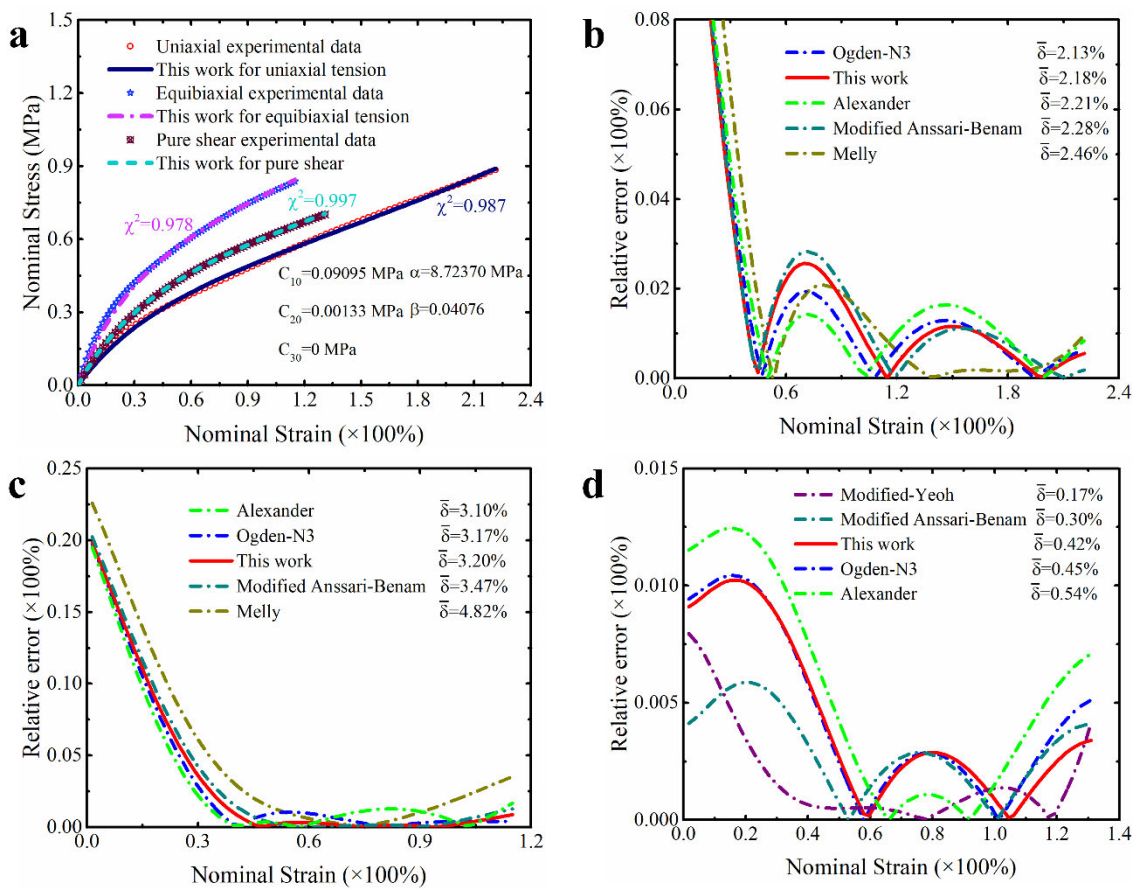 a
1.5
1.2
0.9
0.6
0.3
0.0
Nominal Stress (MPa)
Uniaxial experimental data
This work for uniaxial tension
Equibiaxial experimental data
This work for equibiaxial tension
Pure shear experimental data
This work for pure shear
χ²=0.978
χ²=0.997
χ²=0.987
C₁₀=0.09095 MPa α=8.72370 MPa
C₂₀=0.00133 MPa β=0.04076
C₃₀=0 MPa
0.0 0.3 0.6 0.9 1.2 1.5 1.8 2.1 2.4
Nominal Strain (×100%)
b
0.08
0.06
0.04
0.02
0.00
Relative error (×100%)
Ogden-N3 δ̅=2.13%
This work δ̅=2.18%
Alexander δ̅=2.21%
Modified Anssari-Benam δ̅=2.28%
Melly δ̅=2.46%
0.0 0.6 1.2 1.8 2.4
Nominal Strain (×100%)
c
0.25
0.20
0.15
0.10
0.05
0.00
Relative error (×100%)
Alexander δ̅=3.10%
Ogden-N3 δ̅=3.17%
This work δ̅=3.20%
Modified Anssari-Benam δ̅=3.47%
Melly δ̅=4.82%
0.0 0.3 0.6 0.9 1.2
Nominal Strain (×100%)
d
0.015
0.010
0.005
0.000
Relative error (×100%)
Modified-Yeoh δ̅=0.17%
Modified Anssari-Benam δ̅=0.30%
This work δ̅=0.42%
Ogden-N3 δ̅=0.45%
Alexander δ̅=0.54%
0.0 0.2 0.4 0.6 0.8 1.0 1.2 1.4
Nominal Strain (×100%)